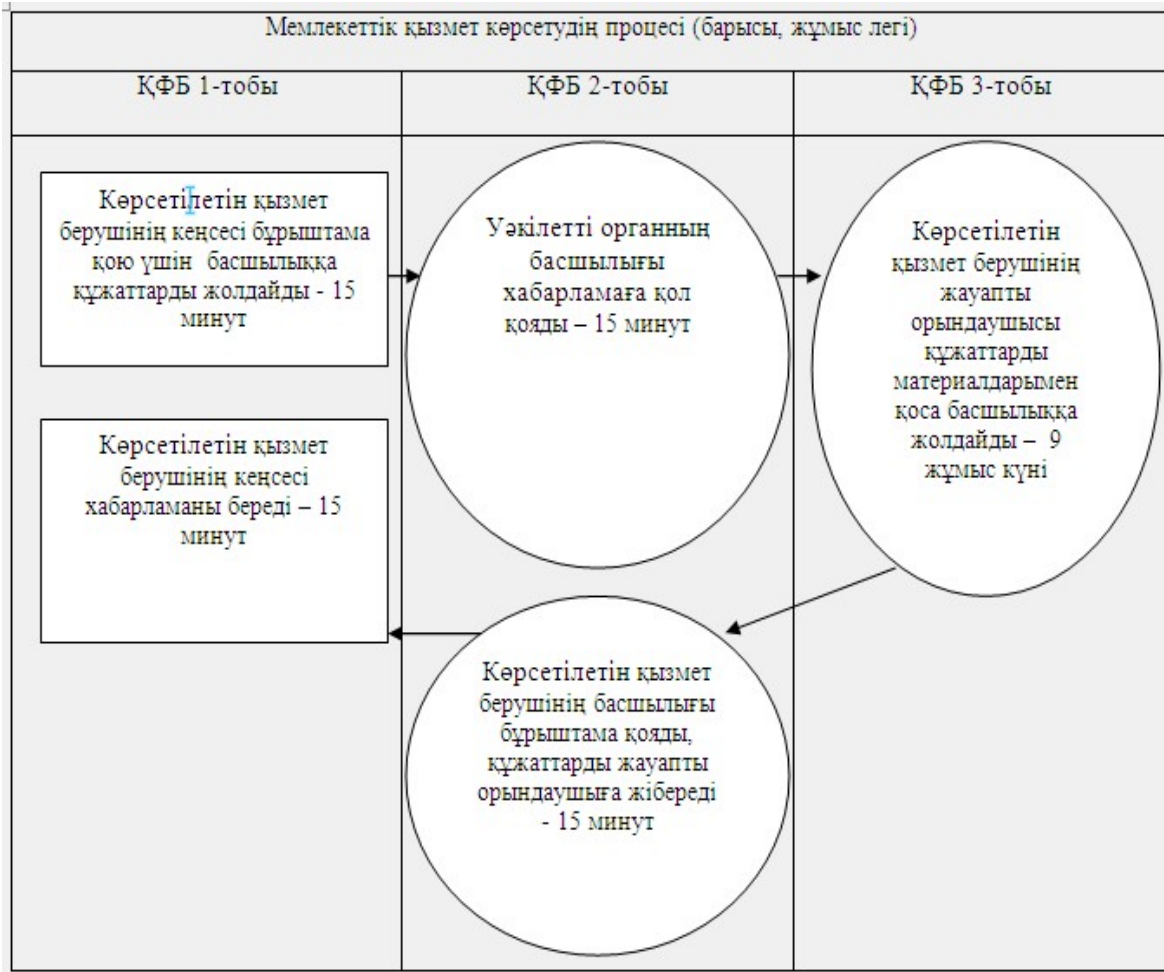 Мемлекеттік қызмет көрсетудің процесі (барысы, жұмыс легі)
ҚФБ 1-тобы
ҚФБ 2-тобы
ҚФБ 3-тобы
Көрсетілетін қызмет
берушінің кеңсесі бұрыштама
қою үшін басшылыққа
құжаттарды жолдайды - 15
минут
Уәкілетті органның
басшылығы
хабарламаға қол
қояды – 15 минут
Көрсетілетін
қызмет берушінің
жауапты
орындаушысы
құжаттарды
материалдарымен
қоса басшылыққа
жолдайды – 9
жұмыс күні
Көрсетілетін қызмет
берушінің кеңсесі
хабарламаны береді – 15
минут
Көрсетілетін қызмет
берушінің басшылығы
бұрыштама қояды,
құжаттарды жауапты
орындаушыға жібереді
- 15 минут